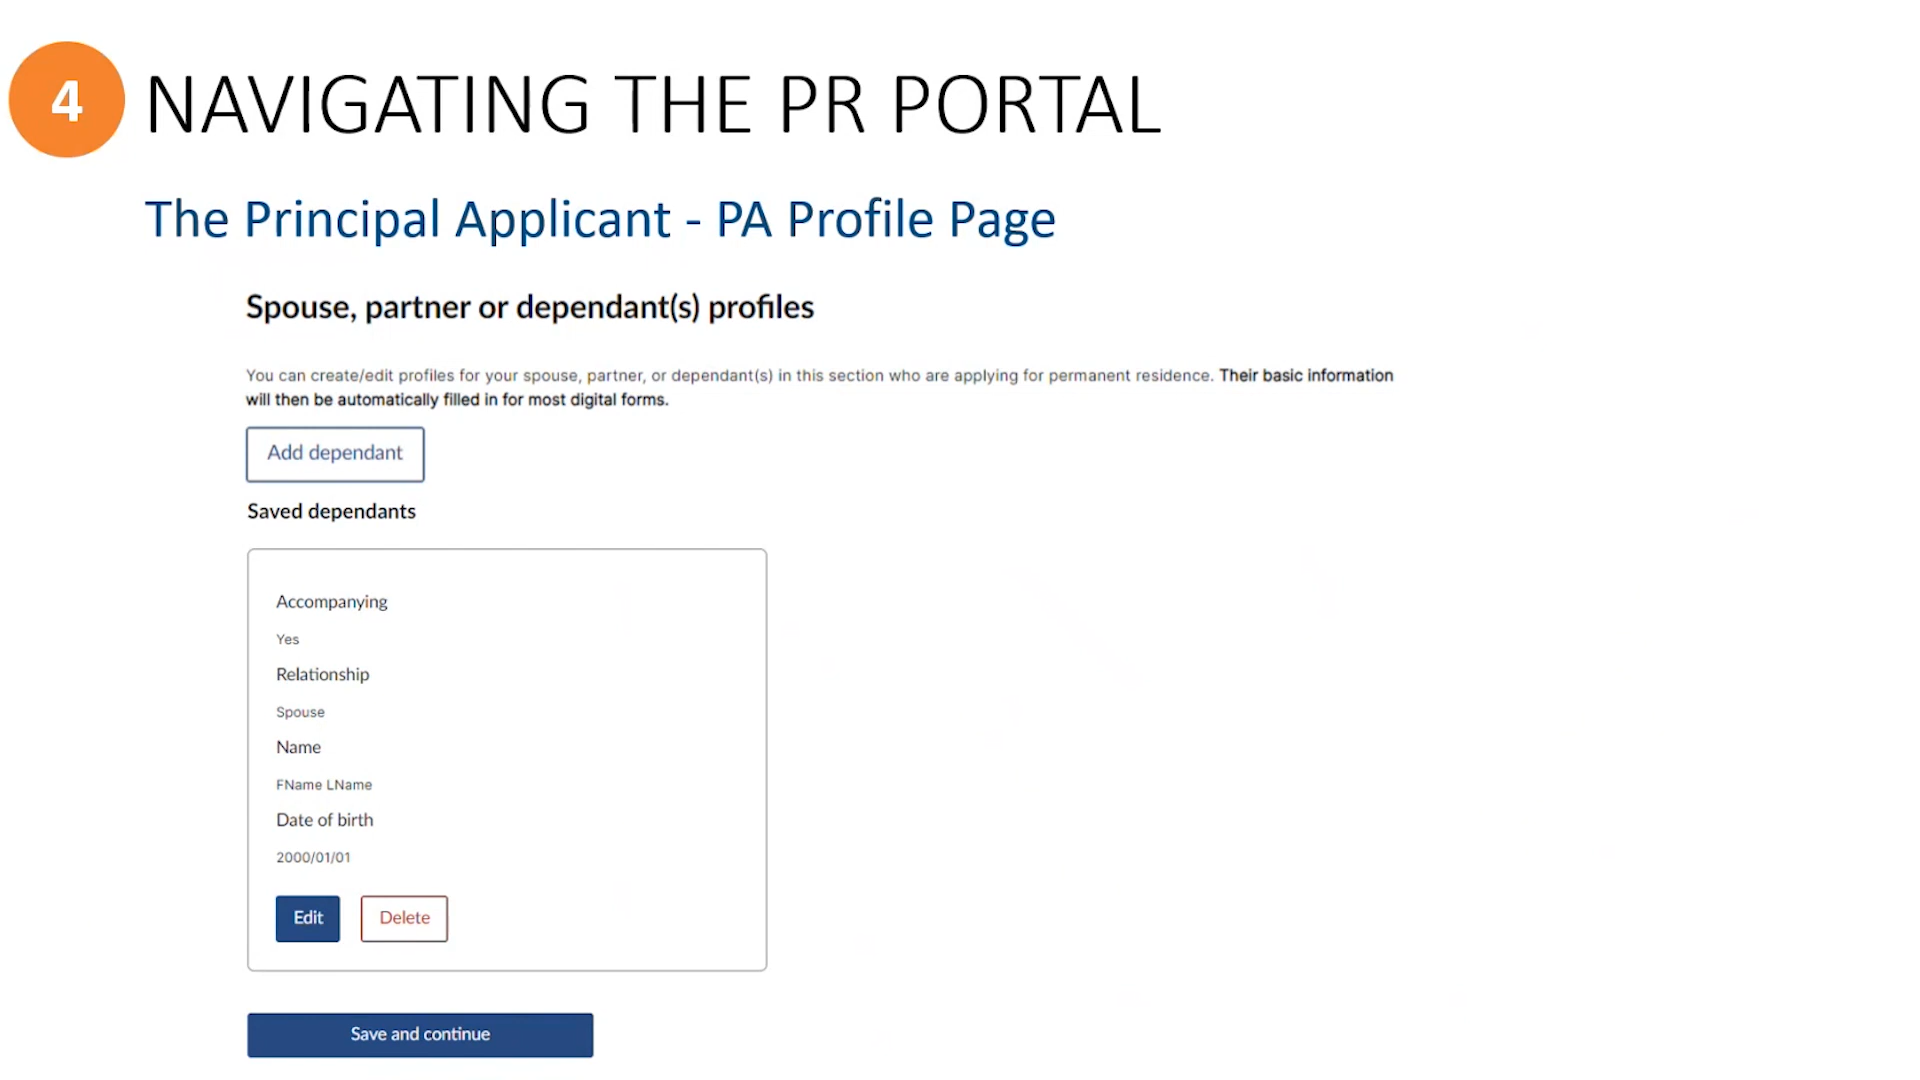 4
NAVIGATING THE PR PORTAL
The Principal Applicant - PA Profile Page
Spouse, partner or dependant(s) profiles
You can create/edit profiles for your spouse, partner, or dependant(s) in this section who are applying for permanent residence. Their basic information
will then be automatically filled in for most digital forms.
Add dependant
Saved dependants
Accompanying
Yes
Relationship
Spouse
Name
FName LName
Date of birth
2000/01/01
Edit Delete
Save and continue